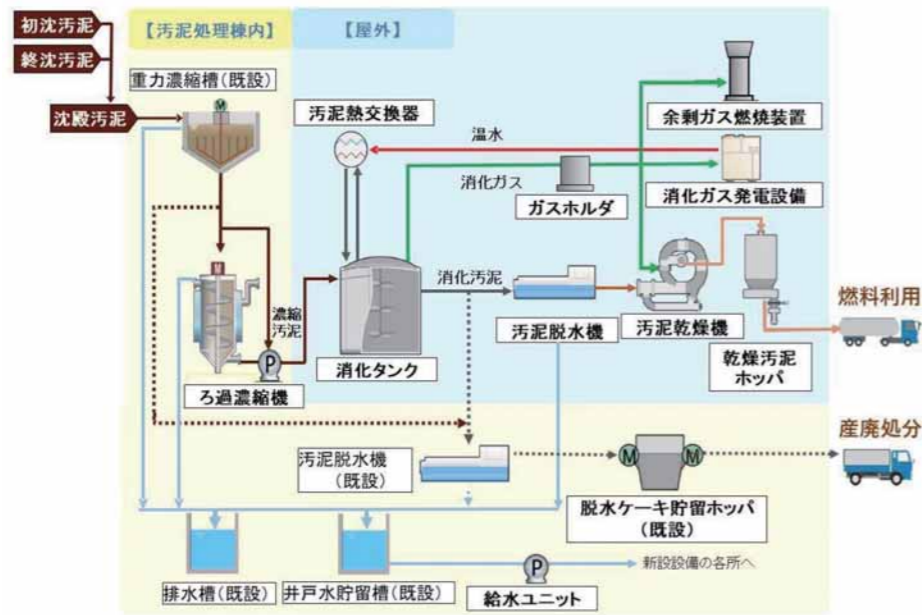 初沈汚泥
終沈汚泥
沈殿汚泥
【汚泥処理棟内】
【屋外】
重力濃縮槽(既設)
M
汚泥熱交換器
温水
余剰ガス燃焼装置
消化ガス
ガスホルダ
消化ガス発電設備
M
濃縮
汚泥
P
ろ過濃縮機
消化タンク
消化汚泥
汚泥脱水機
汚泥乾燥機
乾燥汚泥
ホッパ
燃料利用
汚泥脱水機
(既設)
M
M
脱水ケーキ貯留ホッパ
(既設)
産廃処分
排水槽(既設)
井戸水貯留槽(既設)
P
給水ユニット
新設設備の各所へ